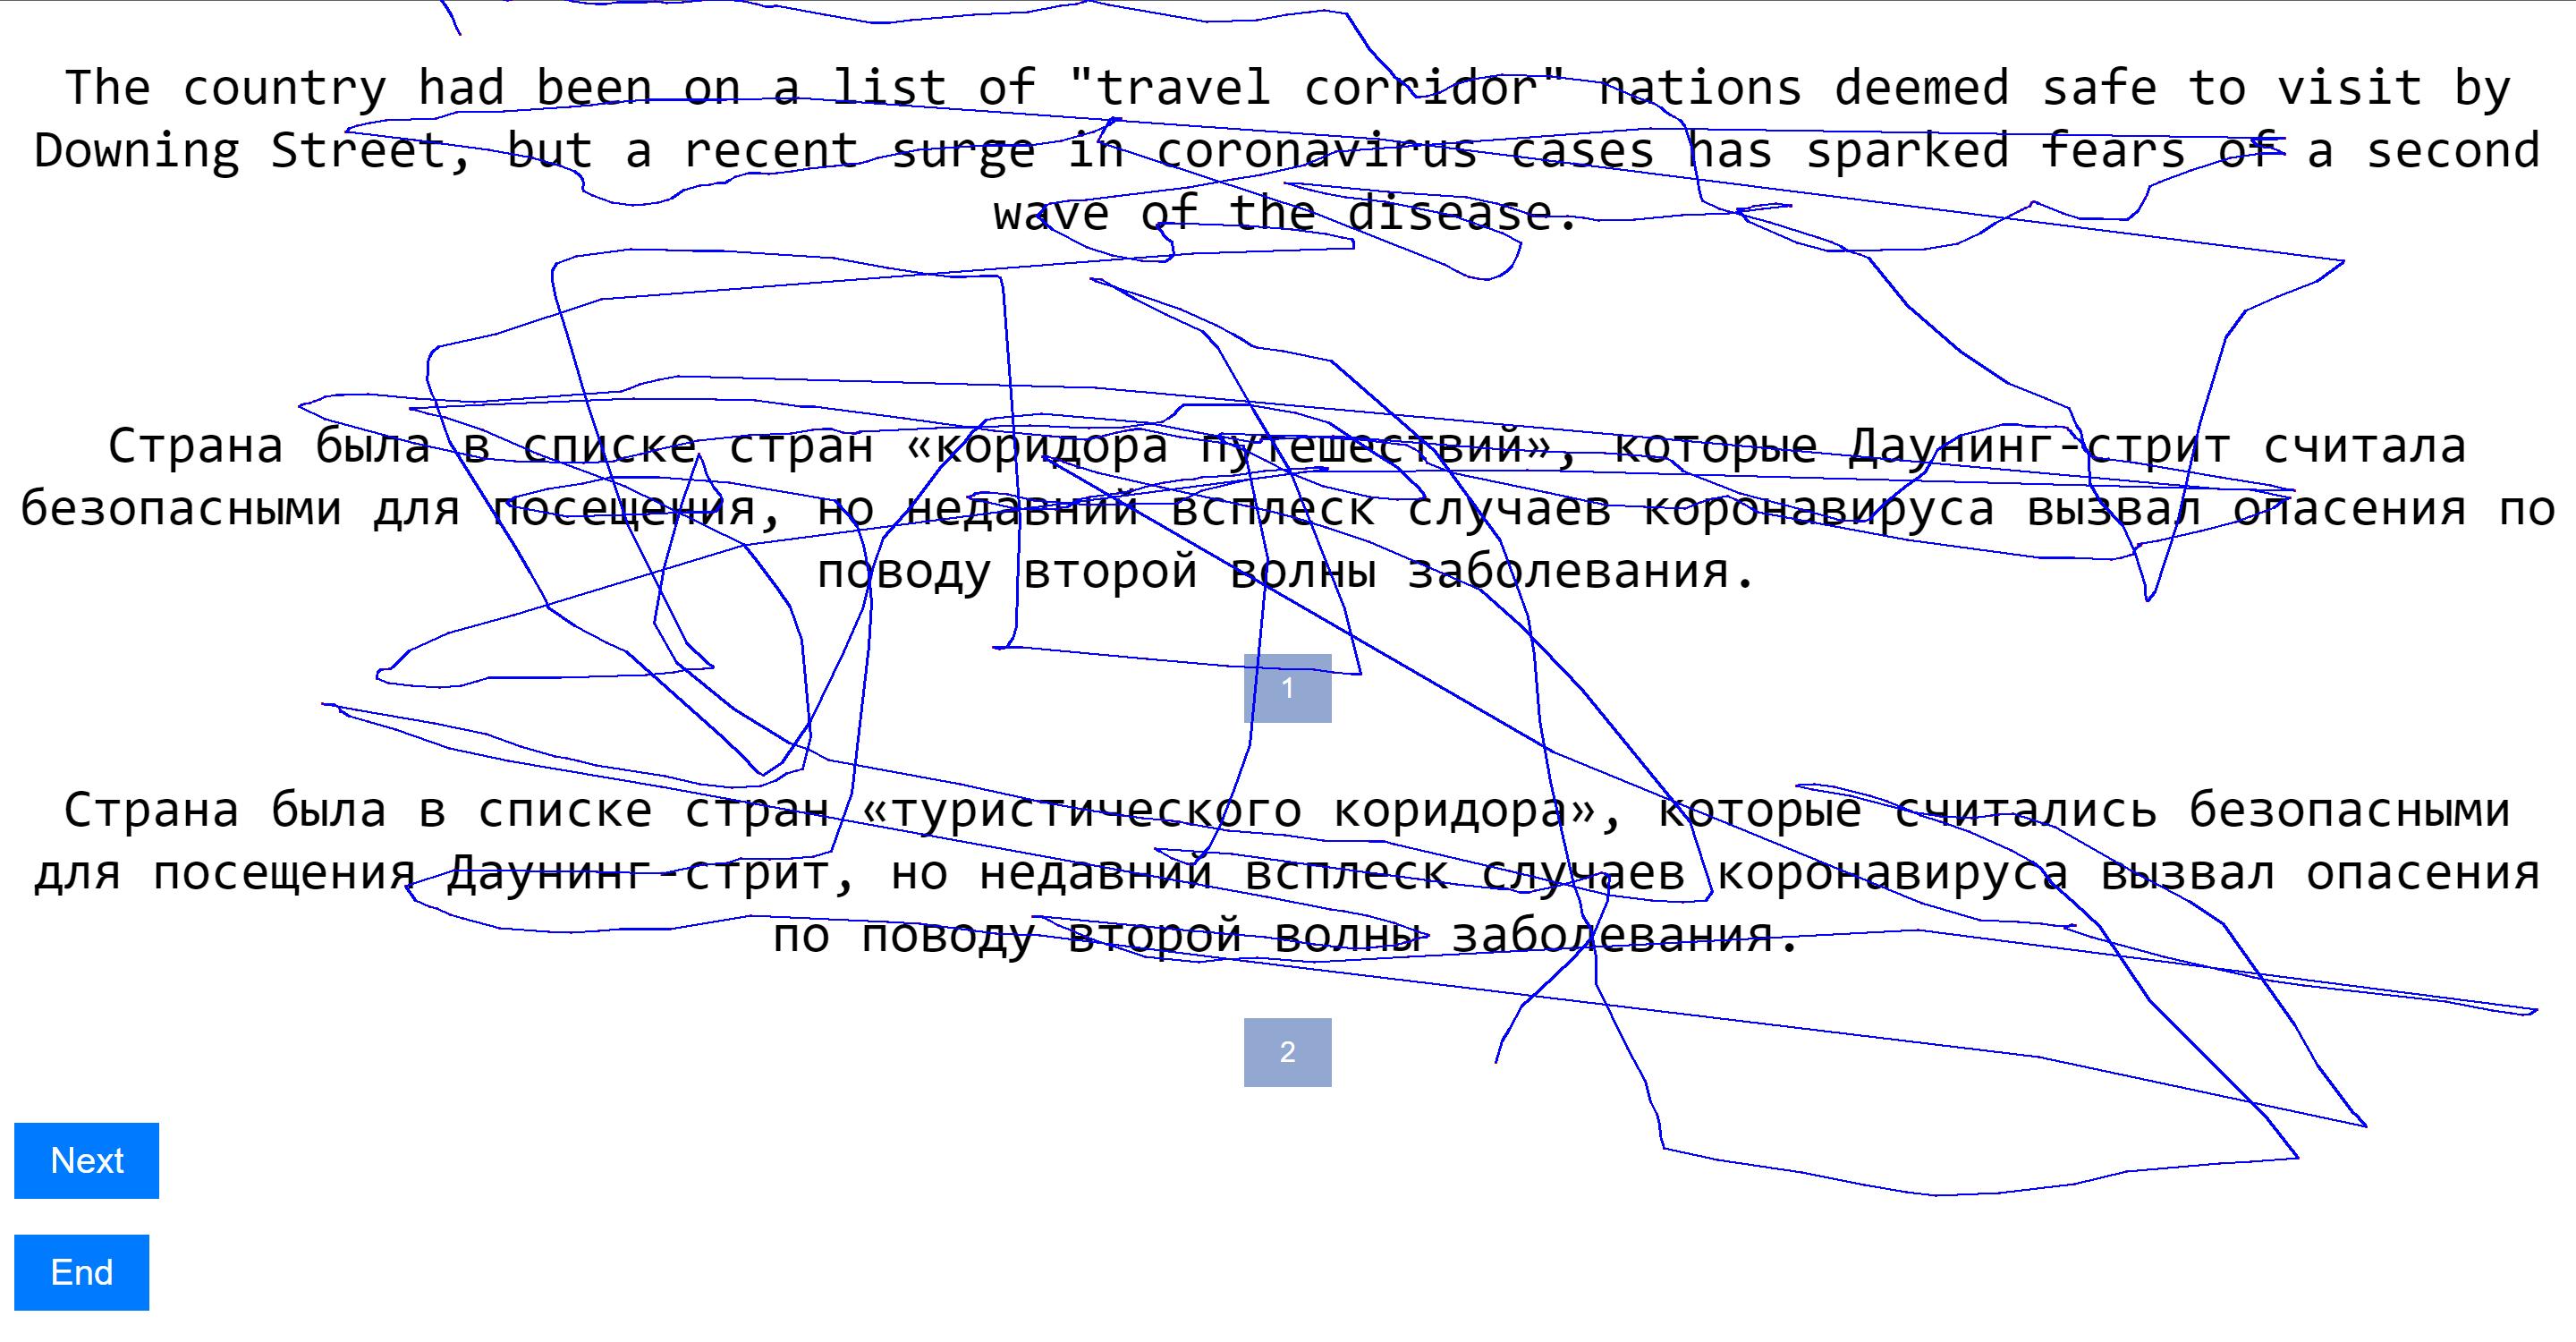 The country had been on a list of "travel corridor" nations deemed safe to visit by
Downing Street, but a recent surge in coronavirus cases has sparked fears of a second
wave of the disease.
Страна была в списке стран «коридора путешествий», которые Даунинг-стрит считала
безопасными для посещения, но недавний всплеск случаев коронавируса вызвал опасения по
поводу второй волны заболевания.
1
Страна была в списке стран «туристического коридора», которые считались безопасными
для посещения Даунинг-стрит, но недавний всплеск случаев коронавируса вызвал опасения
по поводу второй волны заболевания.
2
Next
End